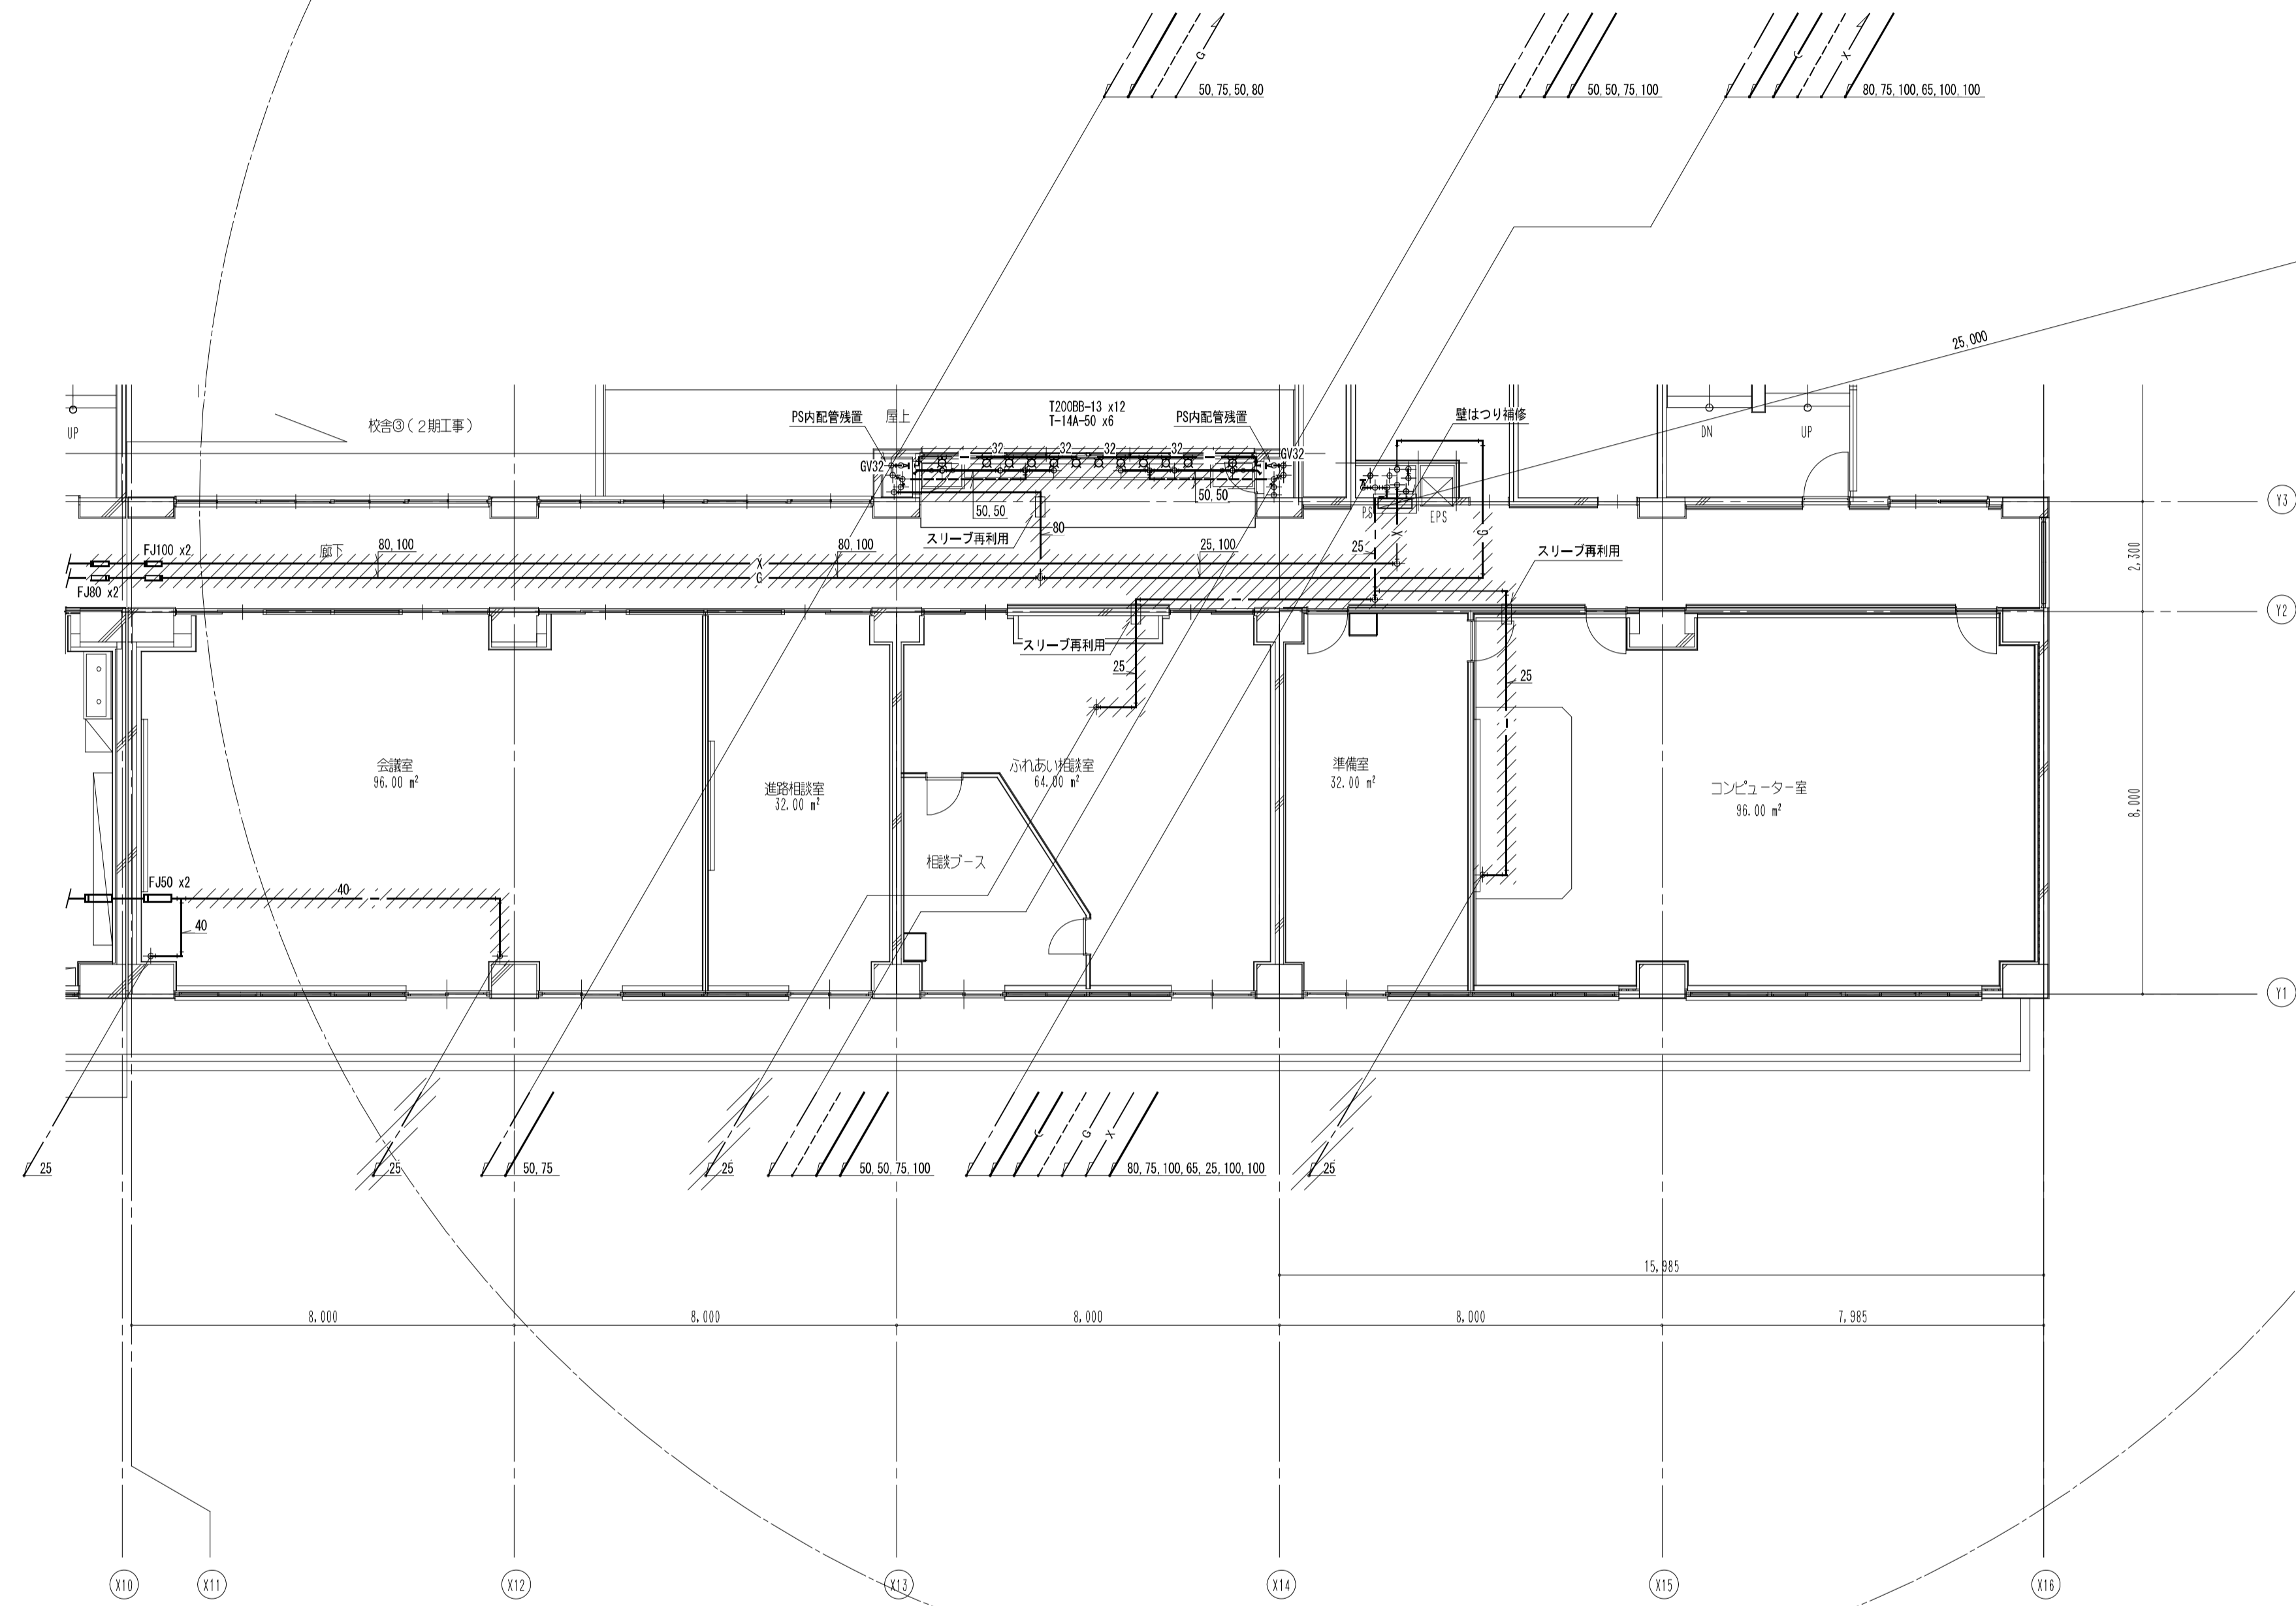 G
50,75,50,80
50,50,75,100
C
X
80,75,100,65,100,100
25,000
校舎③(2期工事)
PS内配管残置
屋上
T200BB-13 x12
T-14A-50 x6
PS内配管残置
壁はつり補修
UP
DN
UP
GV32
32
32
32
32
GV32
50,50
50,50
PS
EPS
Y3
スリーブ再利用
80
X
G
廊下
FJ100 x2
80,100
80,100
25,100
25
スリーブ再利用
2,300
X
G
FJ80 x2
Y2
スリーブ再利用
25
25
会議室
96.00 m²
進路相談室
32.00 m²
ふれあい相談室
64.00 m²
準備室
32.00 m²
コンピューター室
96.00 m²
8,000
相談ブース
FJ50 x2
40
40
Y1
C
G
X
25
25
50,75
25
50,50,75,100
80,75,100,65,25,100,100
25
15,985
8,000
8,000
8,000
8,000
7,985
X10
X11
X12
X13
X14
X15
X16